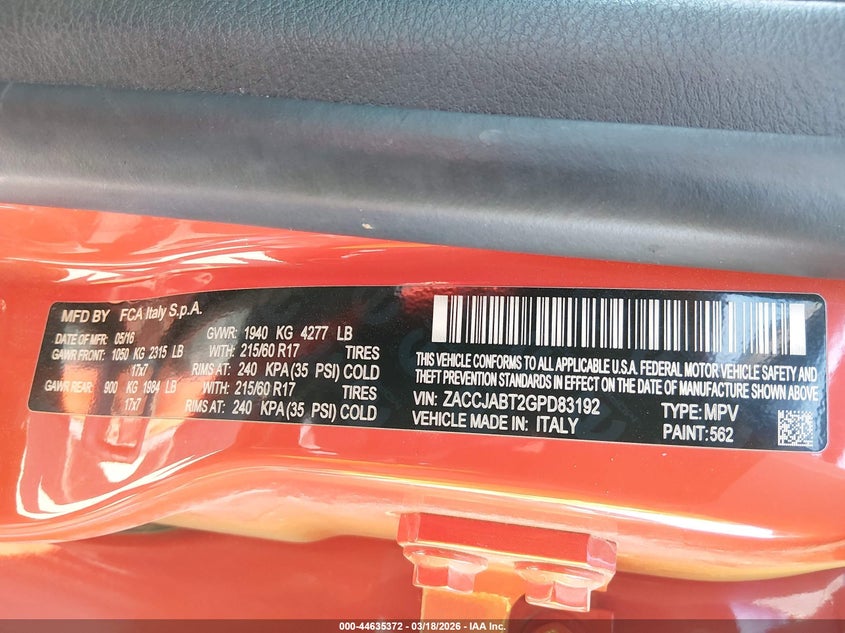 MFD BY FCA Italy S.p.A.
DATE OF MFR: 05/16 GVWR: 1940 KG 4277 LB
GAWR FRONT: 1050 KG 2315 LB WITH: 215/60 R17 TIRES
17x7 RIMS AT: 240 KPA (35 PSI) COLD
GAWR REAR: 900 KG 1984 LB WITH: 215/60 R17 TIRES
17x7 RIMS AT: 240 KPA (35 PSI) COLD
THIS VEHICLE CONFORMS TO ALL APPLICABLE U.S.A. FEDERAL MOTOR VEHICLE SAFETY AND
THEFT PREVENTION STANDARDS IN EFFECT ON THE DATE OF MANUFACTURE SHOWN ABOVE
VIN: ZACCJABT2GPD83192 TYPE: MPV
VEHICLE MADE IN: ITALY PAINT: 562
000-44635372 — 03/18/2026 — IAA Inc.